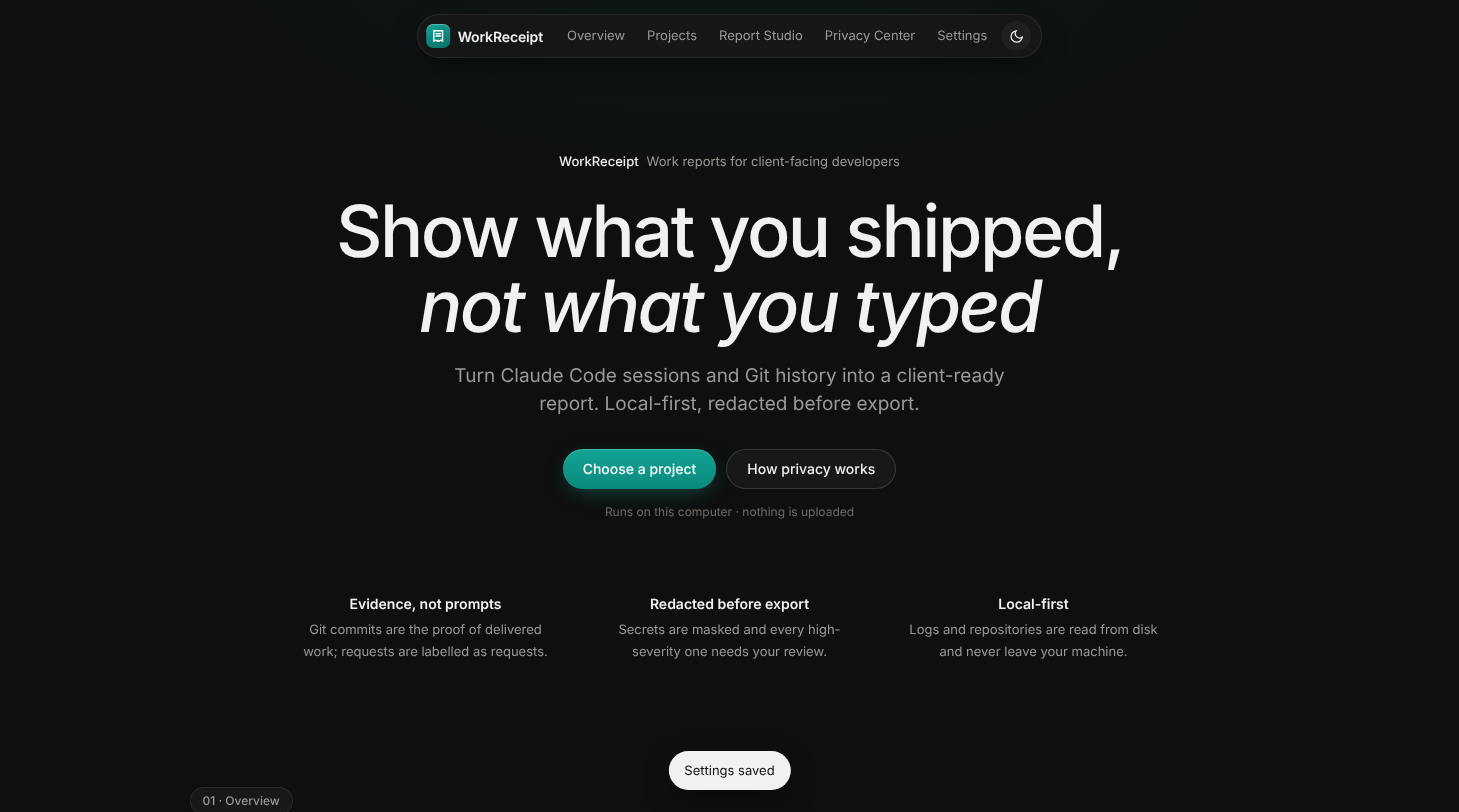 WorkReceipt Overview Projects Report Studio Privacy Center Settings
WorkReceipt Work reports for client-facing developers
Show what you shipped,
not what you typed
Turn Claude Code sessions and Git history into a client-ready
report. Local-first, redacted before export.
Choose a project How privacy works
Runs on this computer · nothing is uploaded
Evidence, not prompts
Git commits are the proof of delivered
work; requests are labelled as requests.
Redacted before export
Secrets are masked and every high-
severity one needs your review.
Local-first
Logs and repositories are read from disk
and never leave your machine.
Settings saved
01 · Overview